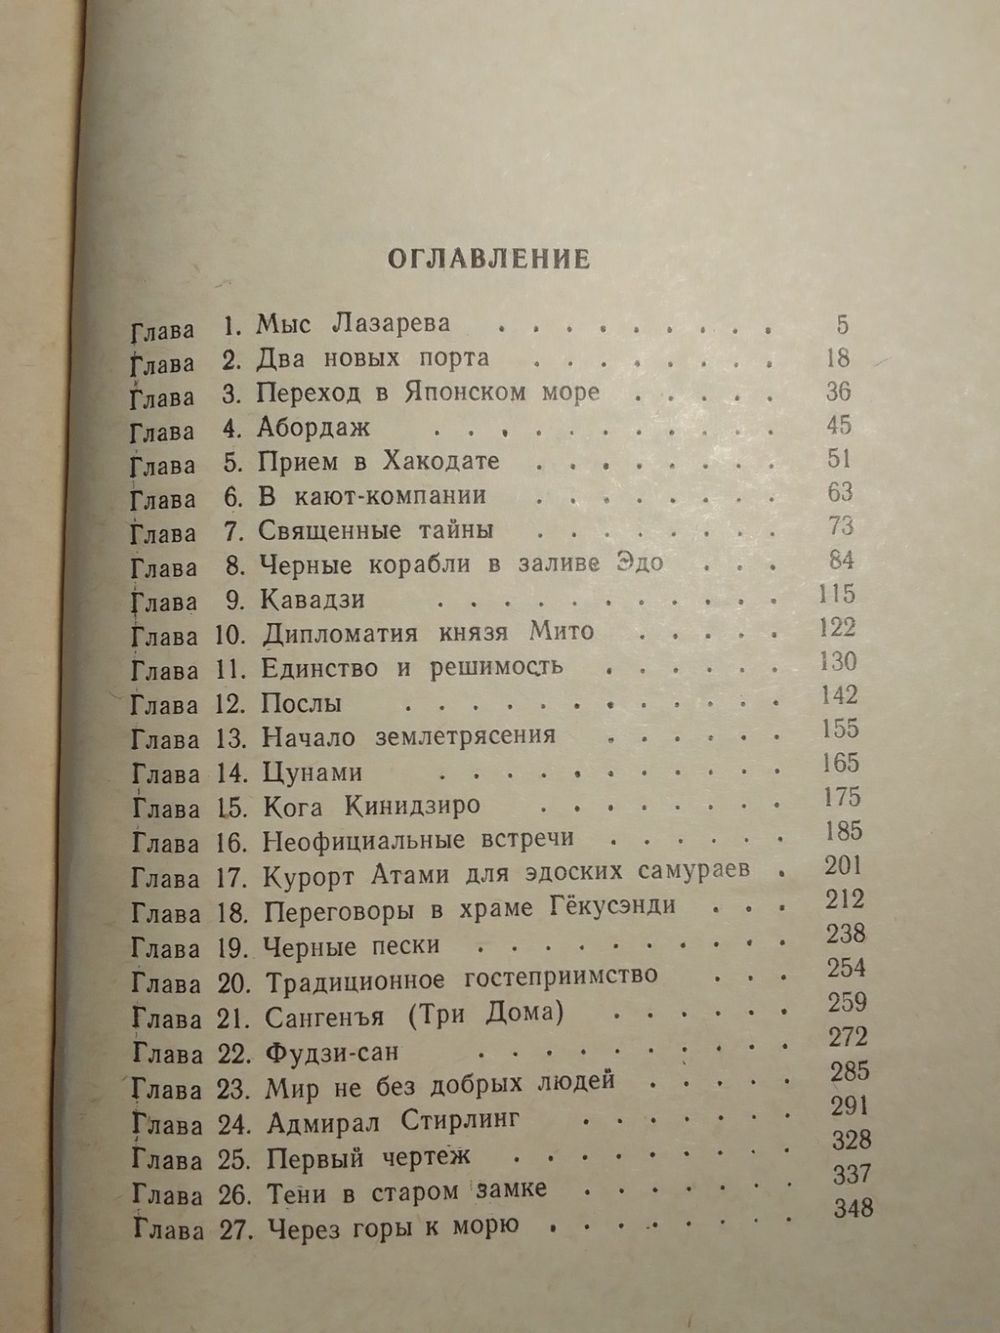 ОГЛАВЛЕНИЕ
Глава 1. Мыс Лазарева . . . . . . . . . 5
Глава 2. Два новых порта . . . . . . . . 18
Глава 3. Переход в Японском море . . . . . 36
Глава 4. Абордаж . . . . . . . . . . . 45
Глава 5. Прием в Хакодате . . . . . . . . 51
Глава 6. В кают-компании . . . . . . . . 63
Глава 7. Священные тайны . . . . . . . . 73
Глава 8. Черные корабли в заливе Эдо . . . 84
Глава 9. Кавадзи . . . . . . . . . . . 115
Глава 10. Дипломатия князя Мито . . . . . 122
Глава 11. Единство и решимость . . . . . . 130
Глава 12. Послы . . . . . . . . . . . . 142
Глава 13. Начало землетрясения . . . . . . 155
Глава 14. Цунами . . . . . . . . . . . 165
Глава 15. Кога Кинидзиро . . . . . . . . 175
Глава 16. Неофициальные встречи . . . . . . 185
Глава 17. Курорт Атами для эдоских самураев . 201
Глава 18. Переговоры в храме Гёкусэнди . . . 212
Глава 19. Черные пески . . . . . . . . . . 238
Глава 20. Традиционное гостеприимство . . . 254
Глава 21. Сангенъя (Три Дома) . . . . . . 259
Глава 22. Фудзи-сан . . . . . . . . . . 272
Глава 23. Мир не без добрых людей . . . . . 285
Глава 24. Адмирал Стирлинг . . . . . . . 291
Глава 25. Первый чертеж . . . . . . . . . 328
Глава 26. Тени в старом замке . . . . . . . 337
Глава 27. Через горы к морю . . . . . . . . 348